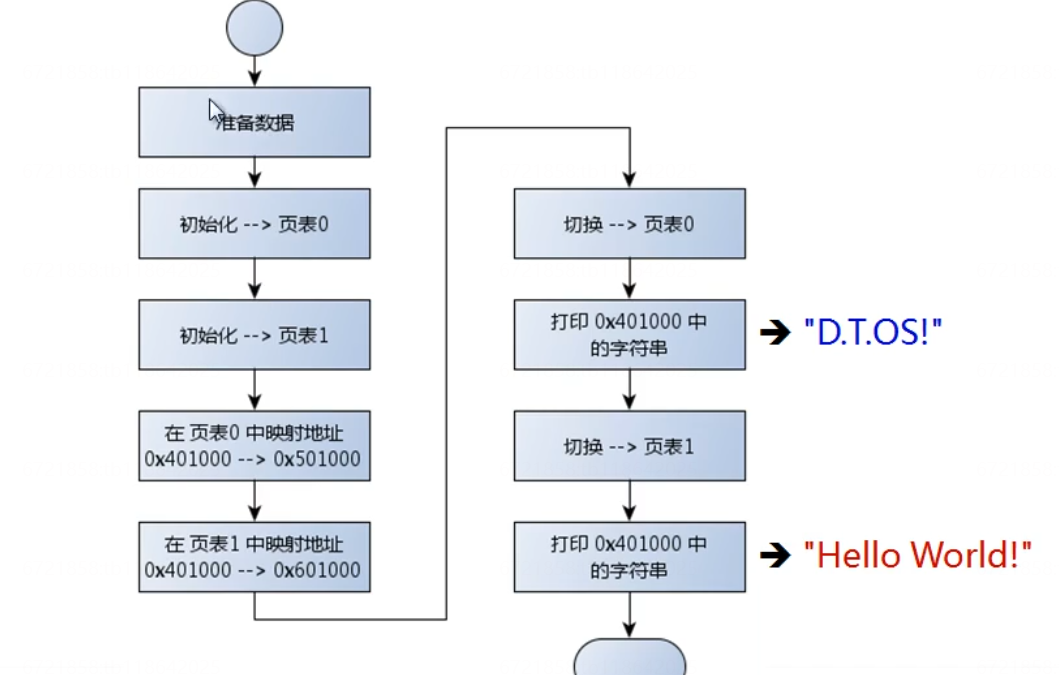 准备数据
初始化 --> 页表0
初始化 --> 页表1
在 页表0 中映射地址
0x401000 --> 0x501000
在 页表1 中映射地址
0x401000 --> 0x601000
切换 --> 页表0
打印 0x401000 中
的字符串
"D.T.OS!"
切换 --> 页表1
打印 0x401000 中
的字符串
"Hello World!"